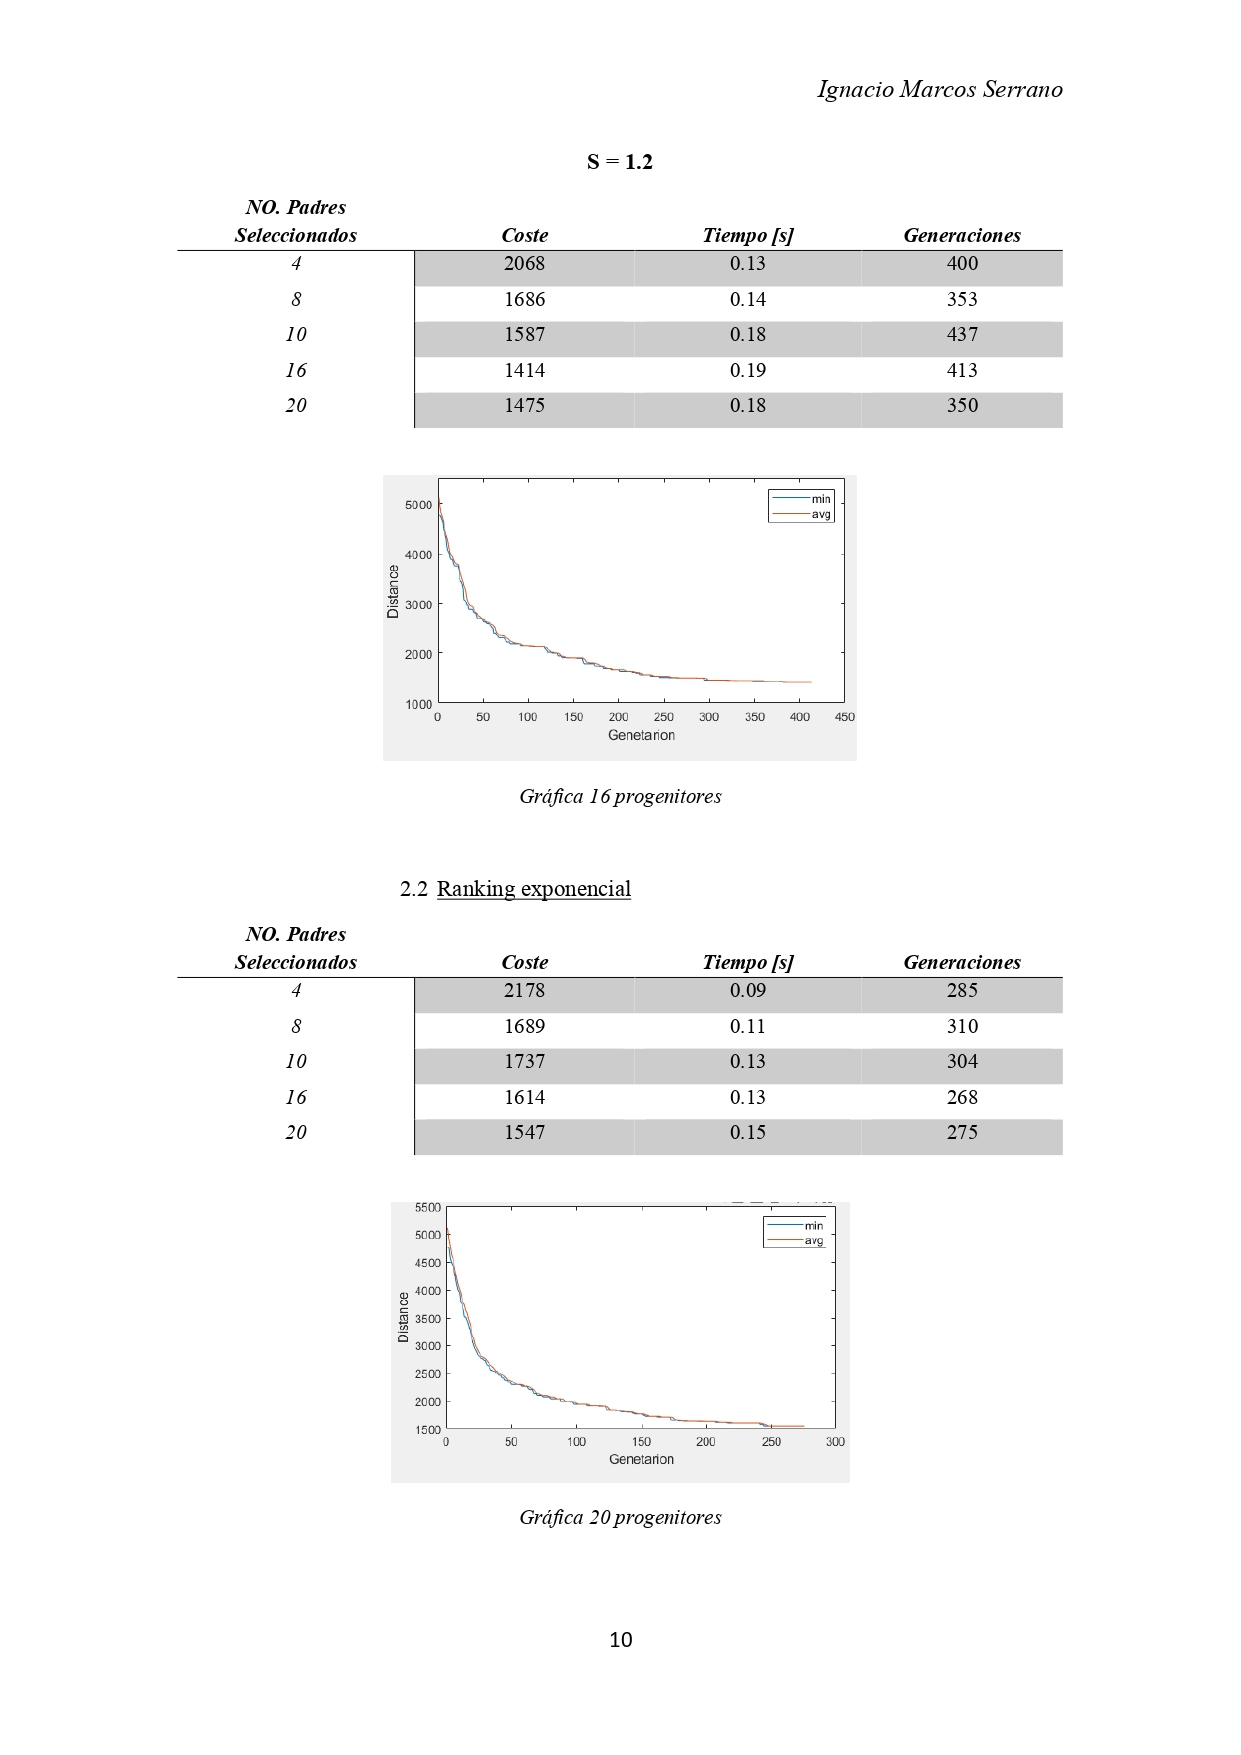 Ignacio Marcos Serrano
S = 1.2
NO. Padres
Seleccionados Coste Tiempo [s] Generaciones
4 2068 0.13 400
8 1686 0.14 353
10 1587 0.18 437
16 1414 0.19 413
20 1475 0.18 350
min
avg
5000
4000
3000
2000
1000
Distance
0 50 100 150 200 250 300 350 400 450
Genetarion
Gráfica 16 progenitores
2.2 Ranking exponencial
NO. Padres
Seleccionados Coste Tiempo [s] Generaciones
4 2178 0.09 285
8 1689 0.11 310
10 1737 0.13 304
16 1614 0.13 268
20 1547 0.15 275
min
avg
5500
5000
4500
4000
3500
3000
2500
2000
1500
Distance
0 50 100 150 200 250 300
Genetarion
Gráfica 20 progenitores
10